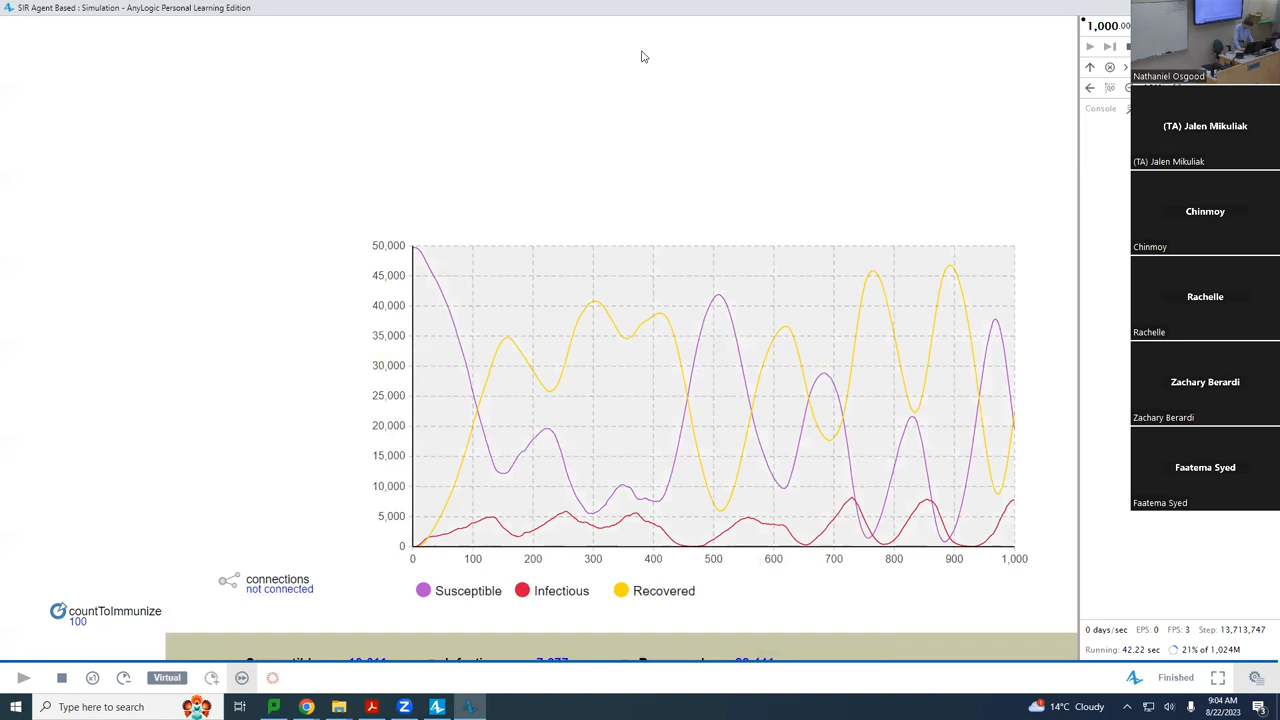 SIR Agent Based : Simulation - AnyLogic Personal Learning Edition
1,000.00
Nathaniel Osgood
Console
(TA) Jalen Mikuliak
(TA) Jalen Mikuliak
Chinmoy
Chinmoy
Rachelle
Rachelle
Zachary Berardi
Zachary Berardi
Faatema Syed
Faatema Syed
50,000
45,000
40,000
35,000
30,000
25,000
20,000
15,000
10,000
5,000
0
0 100 200 300 400 500 600 700 800 900 1,000
Susceptible Infectious Recovered
connections
not connected
countToImmunize
100
0 days/sec EPS: 0 FPS: 3 Step: 13,713,747
Running: 42.22 sec 21% of 1,024M
Virtual
Finished
Type here to search
14°C Cloudy
9:04 AM
8/22/2023
3